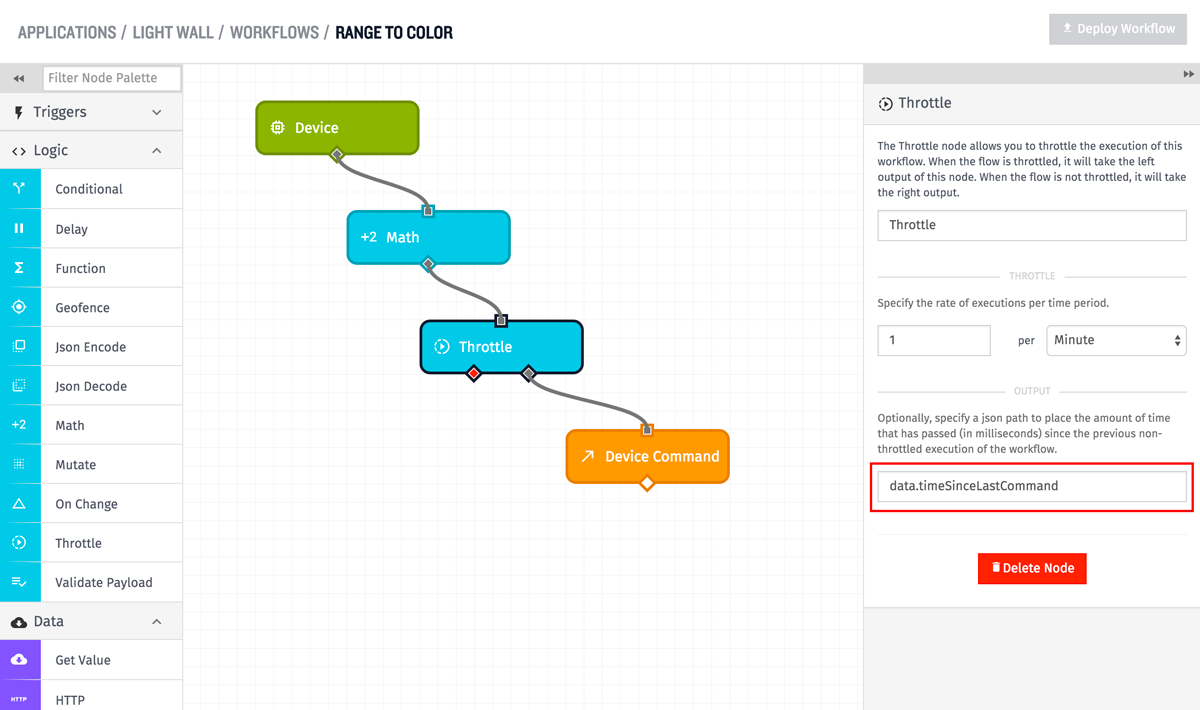 APPLICATIONS / LIGHT WALL / WORKFLOWS / RANGE TO COLOR
Deploy Workflow
Filter Node Palette
Triggers
Logic
Conditional
Delay
Function
Geofence
Json Encode
Json Decode
+2 Math
Mutate
On Change
Throttle
Validate Payload
Data
Get Value
HTTP HTTP
Device
+2 Math
Throttle
Device Command
Throttle
The Throttle node allows you to throttle the execution of this
workflow. When the flow is throttled, it will take the left
output of this node. When the flow is not throttled, it will take
the right output.
Throttle
THROTTLE
Specify the rate of executions per time period.
1 per Minute
OUTPUT
Optionally, specify a json path to place the amount of time
that has passed (in milliseconds) since the previous non-
throttled execution of the workflow.
data.timeSinceLastCommand
Delete Node